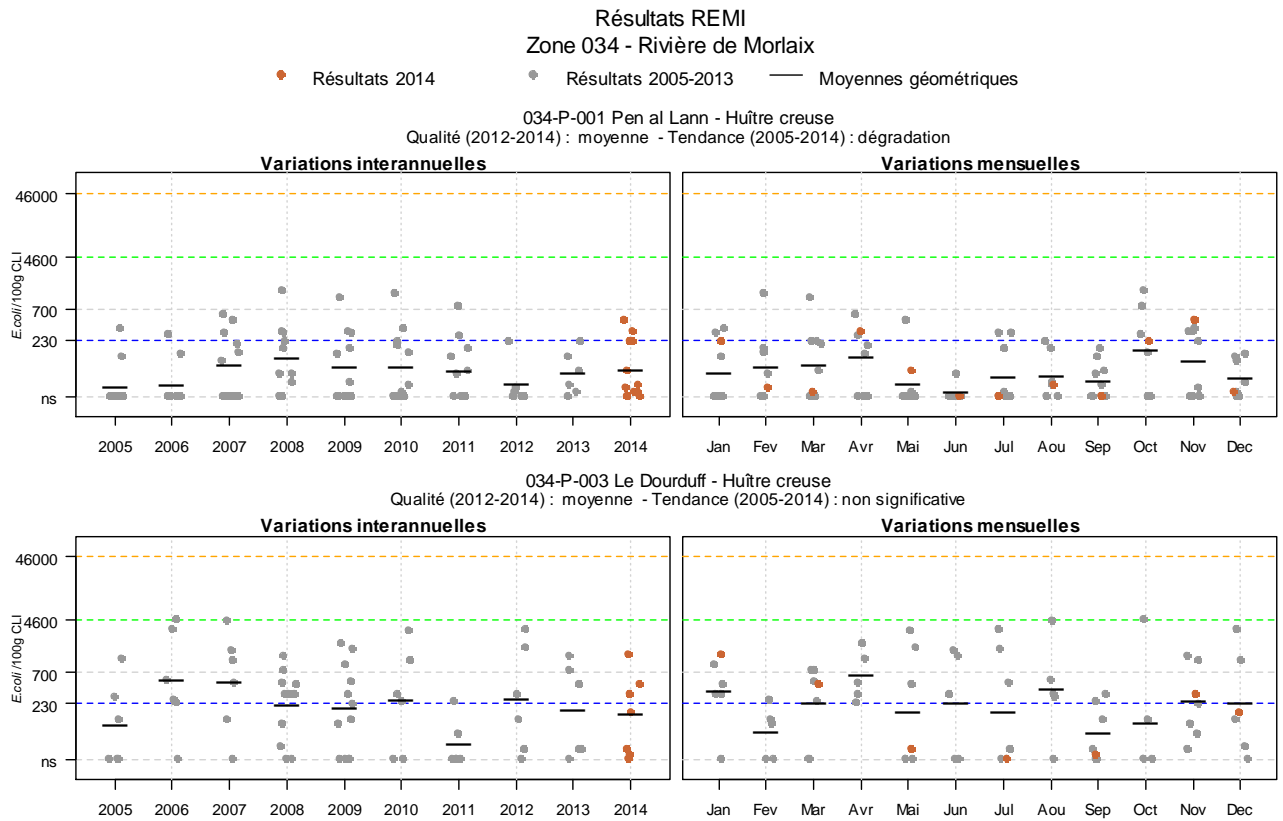 Résultats REMI
Zone 034 - Rivière de Morlaix
Résultats 2014 Résultats 2005-2013 Moyennes géométriques
034-P-001 Pen al Lann - Huître creuse
Qualité (2012-2014) : moyenne - Tendance (2005-2014) : dégradation
Variations interannuelles Variations mensuelles
E.coli/100g CLI
46000
4600
700
230
ns
2005 2006 2007 2008 2009 2010 2011 2012 2013 2014 Jan Fev Mar Avr Mai Jun Jul Aou Sep Oct Nov Dec
034-P-003 Le Dourduff - Huître creuse
Qualité (2012-2014) : moyenne - Tendance (2005-2014) : non significative
Variations interannuelles Variations mensuelles
E.coli/100g CLI
46000
4600
700
230
ns
2005 2006 2007 2008 2009 2010 2011 2012 2013 2014 Jan Fev Mar Avr Mai Jun Jul Aou Sep Oct Nov Dec